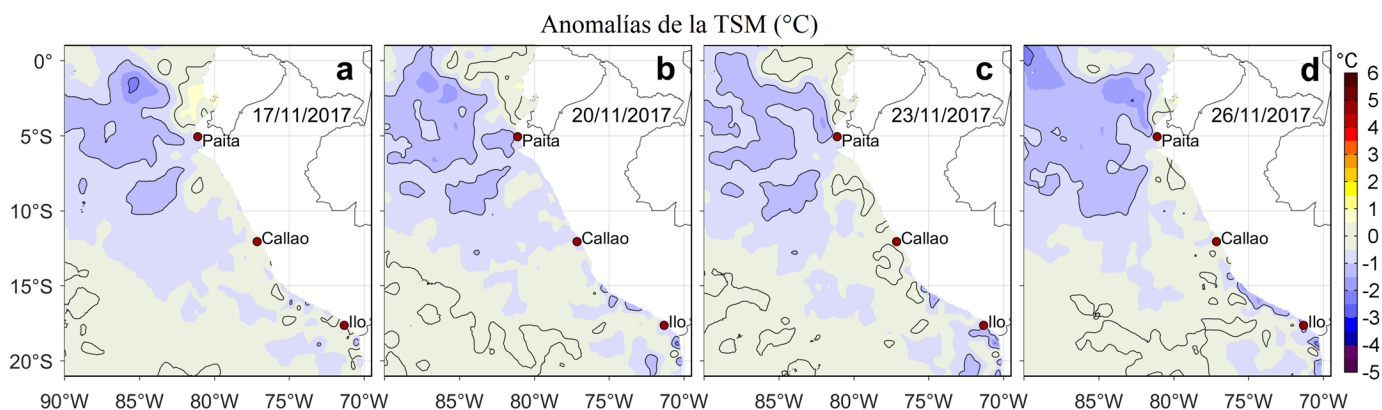 Anomalías de la TSM (°C)
a
b
c
d
17/11/2017
20/11/2017
23/11/2017
26/11/2017
Paita
Paita
Paita
Paita
Callao
Callao
Callao
Callao
Ilo
Ilo
Ilo
Ilo
0°
5°S
10°S
15°S
20°S
90°W 85°W 80°W 75°W 70°W
85°W 80°W 75°W 70°W
85°W 80°W 75°W 70°W
85°W 80°W 75°W 70°W
°C
6
5
4
3
2
1
0
-1
-2
-3
-4
-5